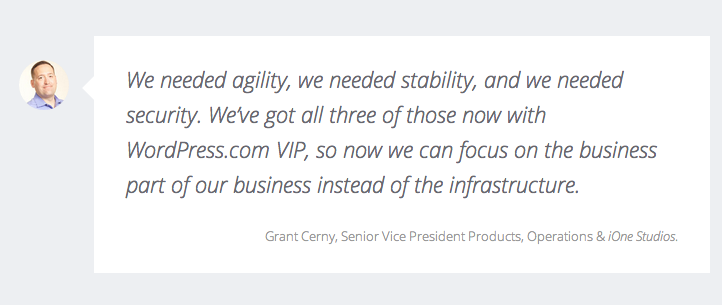 We needed agility, we needed stability, and we needed
security. We've got all three of those now with
WordPress.com VIP, so now we can focus on the business
part of our business instead of the infrastructure.
Grant Cerny, Senior Vice President Products, Operations & iOne Studios.